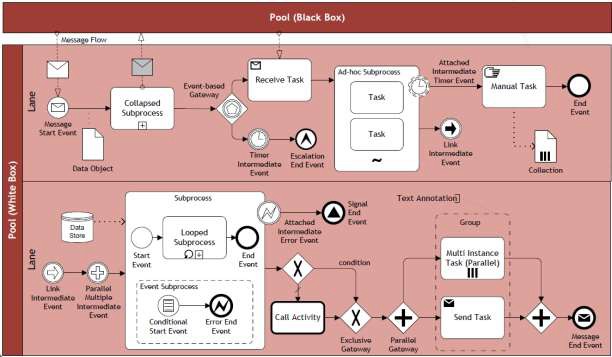 Pool (Black Box)
Message Flow
Pool (White Box)
Lane
Message
Start Event
Collapsed
Subprocess
Data Object
Event-based
Gateway
Receive Task
Timer
Intermediate
Event
Escalation
End Event
Ad-hoc Subprocess
Task
Task
Attached
Intermediate
Timer Event
Link
Intermediate
Event
Manual Task
End
Event
Collection
Lane
Data
Store
Link
Intermediate
Event
Parallel
Multiple
Intermediate
Event
Subprocess
Start
Event
Looped
Subprocess
End
Event
Event Subprocess
Conditional
Start Event
Error End
Event
Attached
Intermediate
Error Event
Signal
End
Event
condition
Call Activity
Exclusive
Gateway
Parallel
Gateway
Text Annotation
Group
Multi Instance
Task (Parallel)
Send Task
Message
End Event